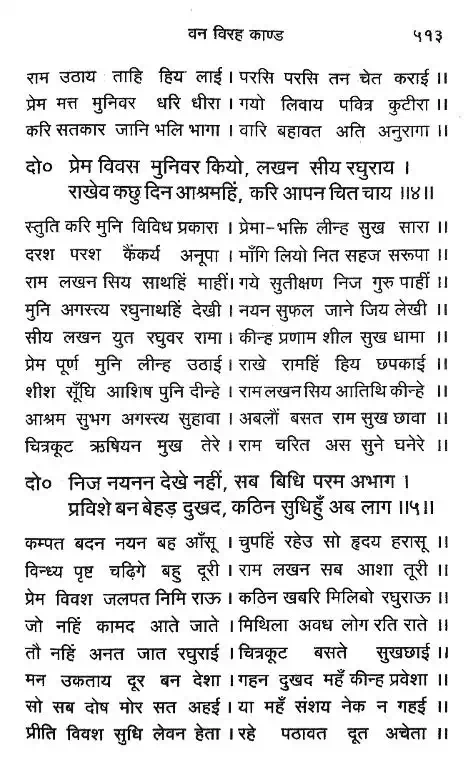 वन विरह काण्ड ५१३
राम उठाय ताहि हिय लाई । परसि परसि तन चेत कराई ।।
प्रेम मत्त मुनिवर धरि धीरा । गयो लिवाय पवित्र कुटीरा ।।
करि सतकार जानि भलि भागा । वारि बहावत अति अनुरागा ।।
दो० प्रेम विवस मुनिवर कियो, लखन सीय रघुराय ।
राखेव कछु दिन आश्रमहिं, करि आपन चित चाय ।।४।।
स्तुति करि मुनि विविध प्रकारा । प्रेमा-भक्ति लीन्ह सुख सारा ।।
दरश परश कैंकर्य अनूपा । माँगि लियो नित सहज सरूपा ।।
राम लखन सिय साथहिं माहीं । गये सुतीक्षण निज गुरु पाहीं ।।
मुनि अगस्त्य रघुनाथहिं देखी । नयन सुफल जाने जिय लेखी ।।
सीय लखन युत रघुवर रामा । कीन्ह प्रणाम शील सुख धामा ।।
प्रेम पूर्ण मुनि लीन्ह उठाई । राखे रामहिं हिय छपकाई ।।
शीश सूँघि आशिष पुनि दीन्हे । राम लखन सिय आतिथि कीन्हे ।।
आश्रम सुभग अगस्त्य सुहावा । अबलौं बसत राम सुख छावा ।।
चित्रकूट ऋषियन मुख तेरे । राम चरित अस सुने घनेरे ।।
दो० निज नयनन देखे नहीं, सब बिधि परम अभाग ।
प्रविशे बन बेहड़ दुखद, कठिन सुधिहुँ अब लाग ।।५।।
कम्पत बदन नयन बह आँसू । चुपहिं रहेउ सो हृदय हरासू ।।
विन्ध्य पृष्ट चढ़िगे बहु दूरी । राम लखन सब आशा तूरी ।।
प्रेम विवश जलपत निमि राऊ । कठिन खबरि मिलिबो रघुराऊ ।।
जो नहिं कामद आते जाते । मिथिला अवध लोग रति राते ।।
तौ नहिं अनत जात रघुराई । चित्रकूट बसते सुखछाई ।।
मन उकताय दूर बन देशा । गहन दुखद महँ कीन्ह प्रवेशा ।।
सो सब दोष मोर सत अहई । या महँ संशय नेक न गहई ।।
प्रीति विवश सुधि लेवन हेता । रहे पठावत दूत अचेता ।।